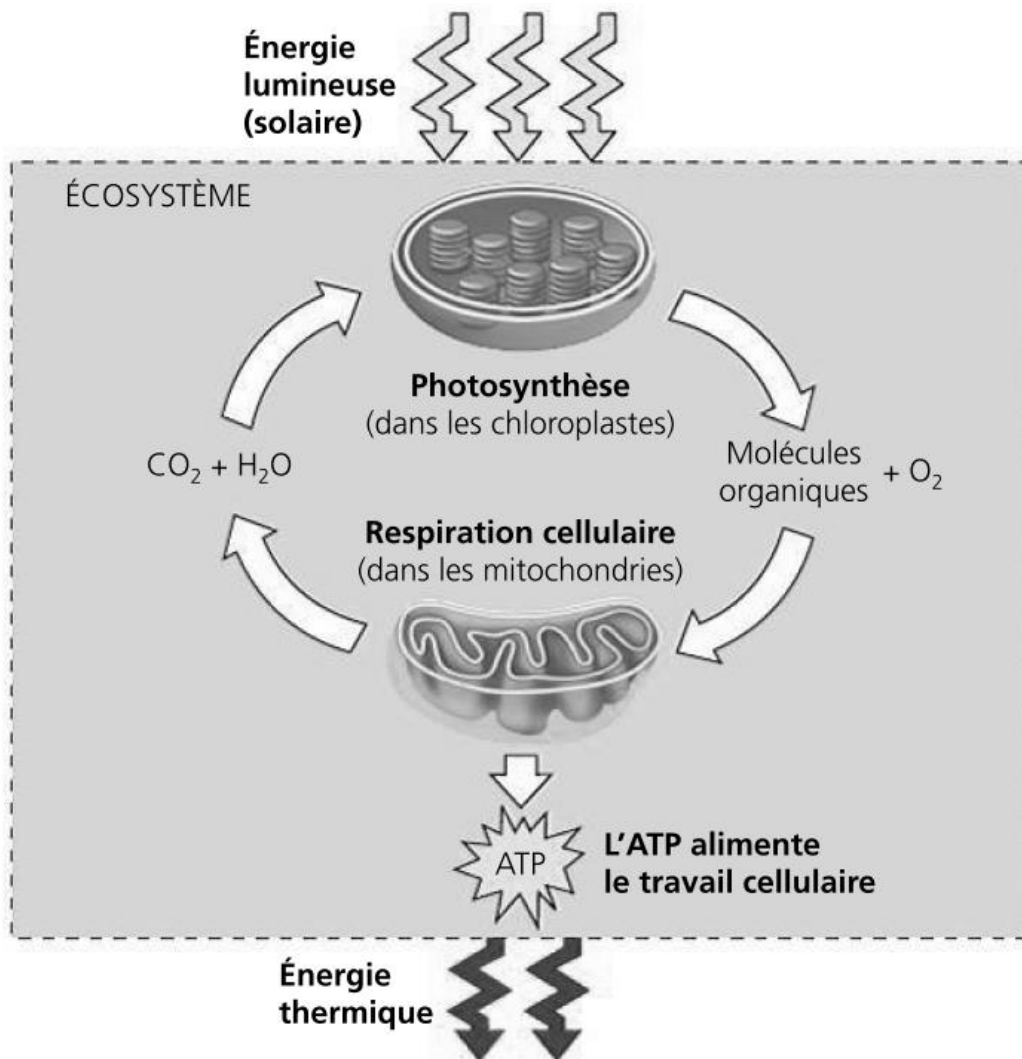 Énergie
lumineuse
(solaire)
ÉCOSYSTÈME
Photosynthèse
(dans les chloroplastes)
CO₂ + H₂O
Molécules
organiques + O₂
Respiration cellulaire
(dans les mitochondries)
ATP
L'ATP alimente
le travail cellulaire
Énergie
thermique